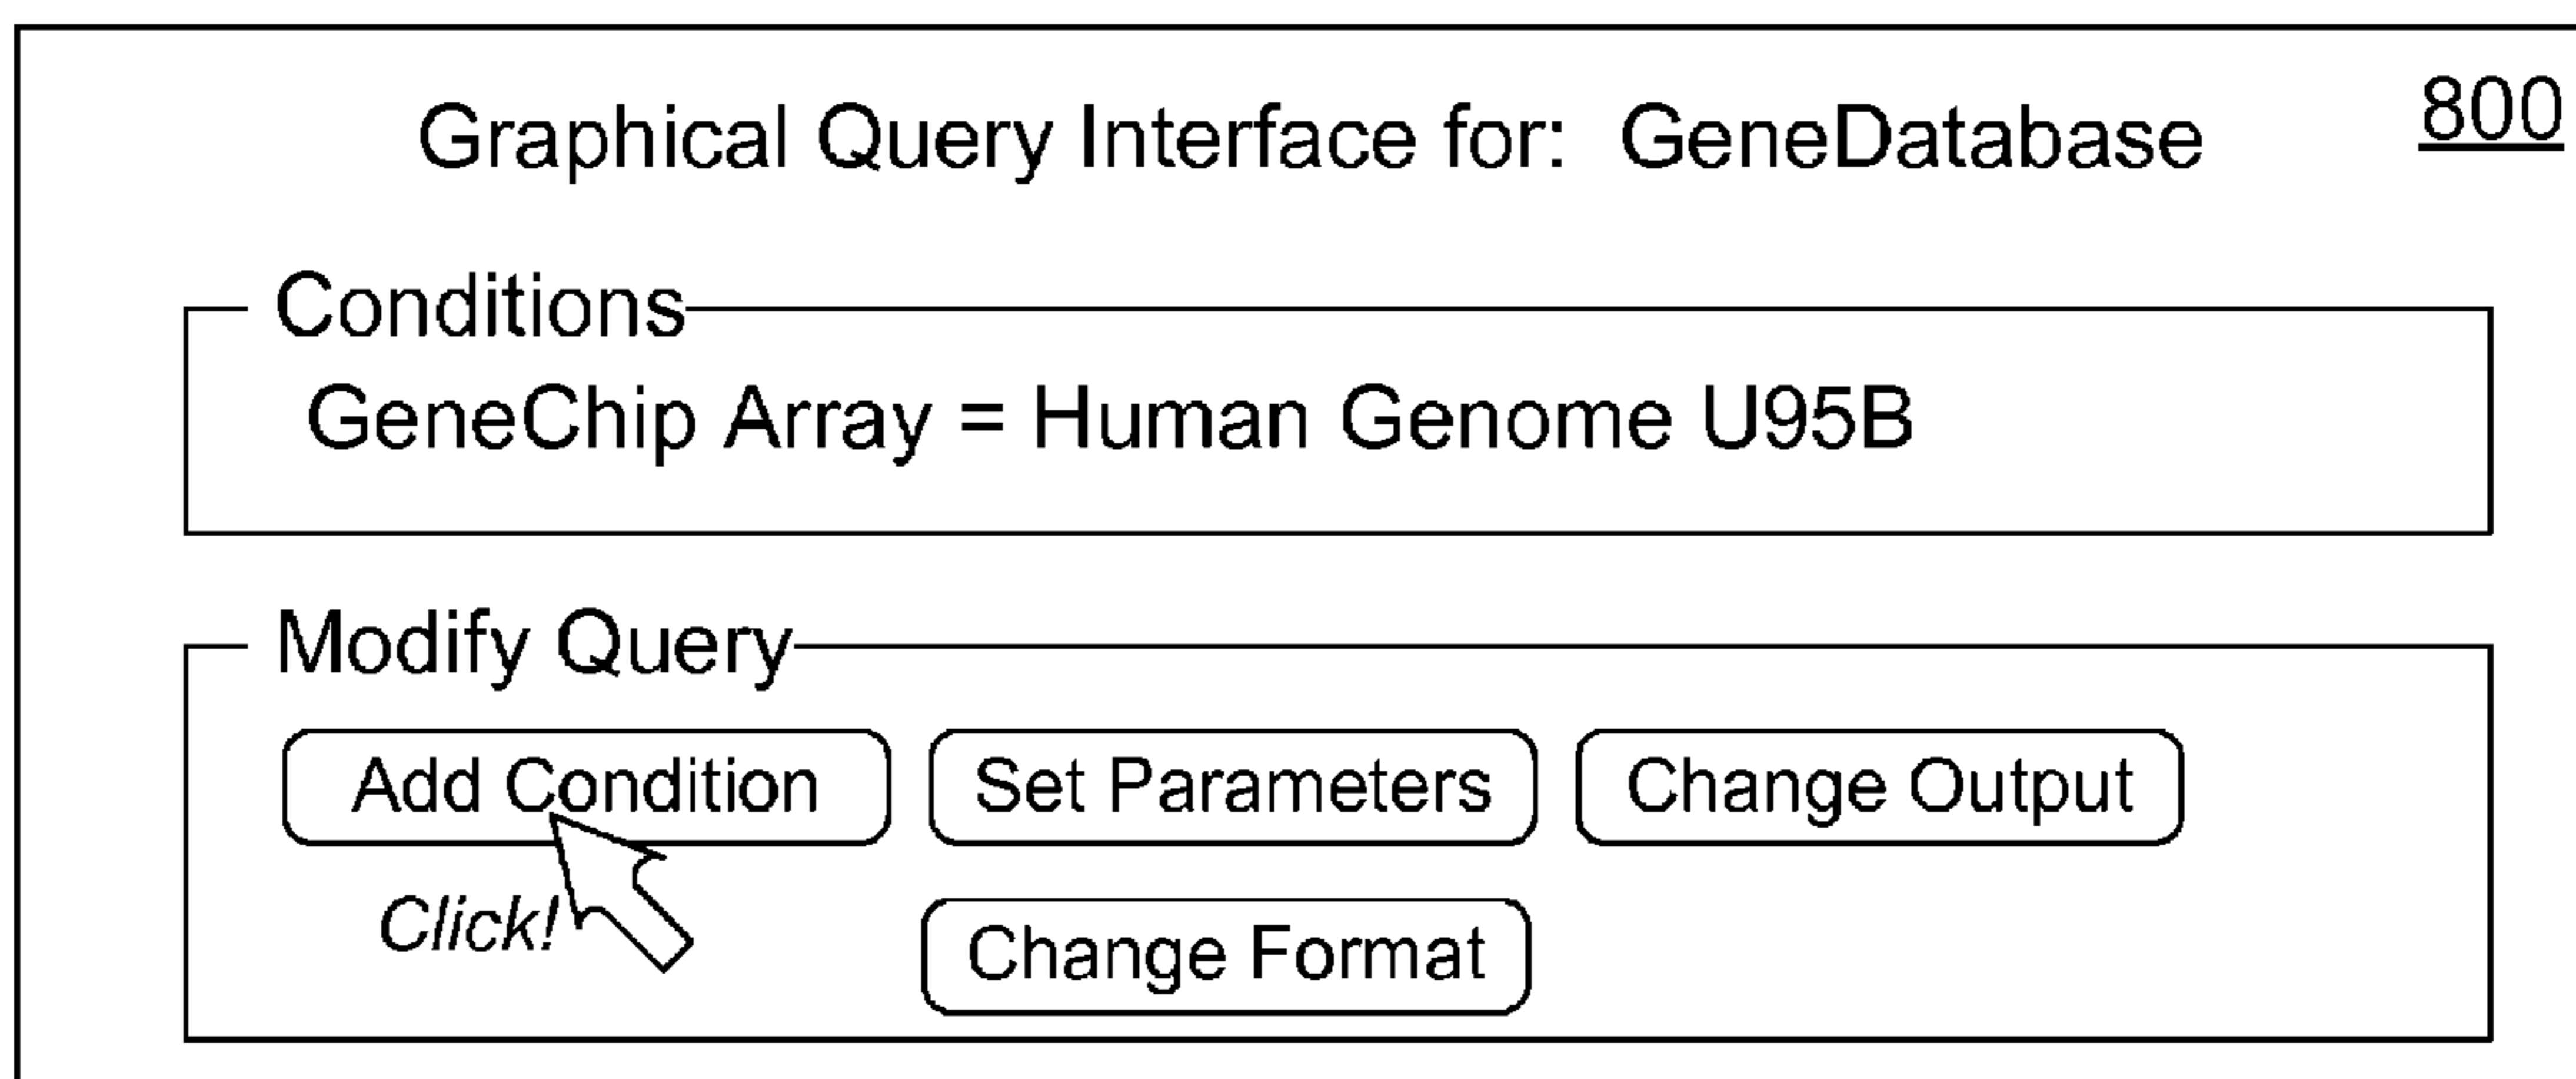 Graphical Query Interface for: GeneDatabase 800
Conditions
GeneChip Array = Human Genome U95B
Modify Query
Add Condition Set Parameters Change Output
Click! Change Format